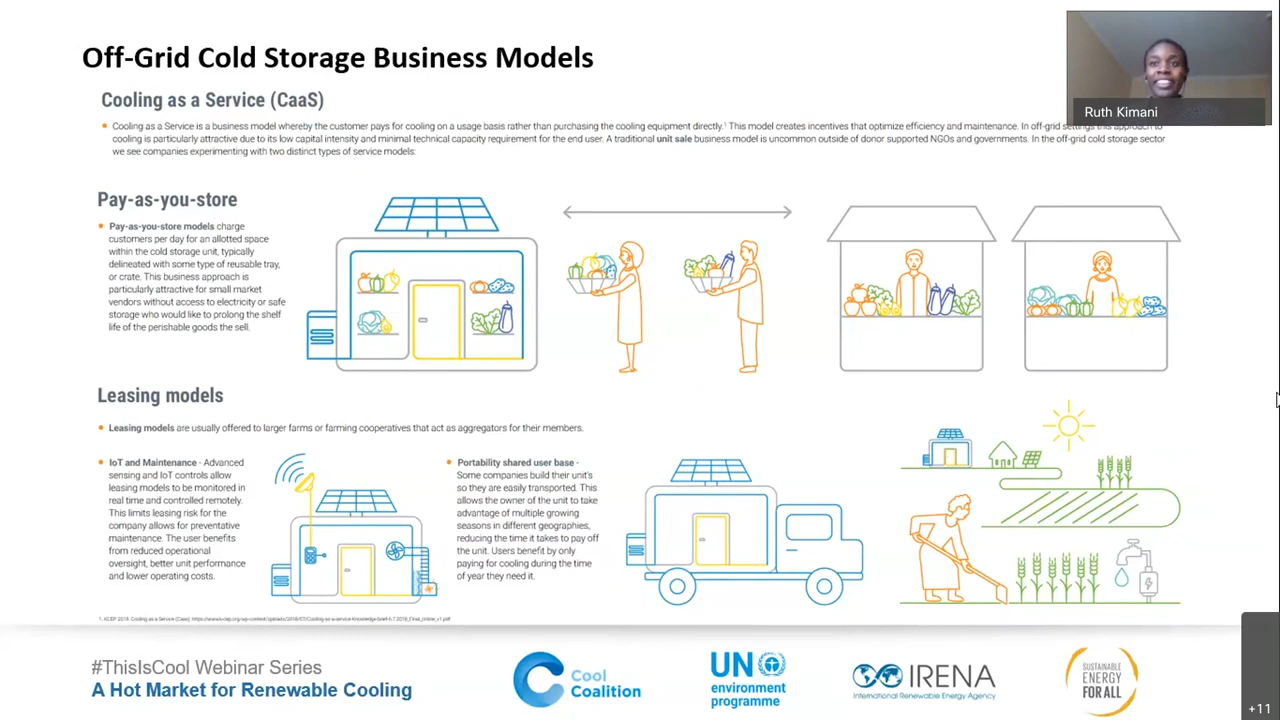 Off-Grid Cold Storage Business Models
Ruth Kimani
Cooling as a Service (CaaS)
Cooling as a Service is a business model whereby the customer pays for cooling on a usage basis rather than purchasing the cooling equipment directly.¹ This model creates incentives that optimize efficiency and maintenance. In off-grid settings this approach to
cooling is particularly attractive due to its low capital intensity and minimal technical capacity requirement for the end user. A traditional unit sale business model is uncommon outside of donor supported NGOs and governments. In the off-grid cold storage sector
we see companies experimenting with two distinct types of service models:
Pay-as-you-store
Pay-as-you-store models charge
customers per day for an allotted space
within the cold storage unit, typically
delineated with some type of reusable tray,
or crate. This business approach is
particularly attractive for small market
vendors without access to electricity or safe
storage who would like to prolong the shelf
life of the perishable goods the sell.
Leasing models
Leasing models are usually offered to larger farms or farming cooperatives that act as aggregators for their members.
IoT and Maintenance - Advanced
sensing and IoT controls allow
leasing models to be monitored in
real time and controlled remotely.
This limits leasing risk for the
company allows for preventative
maintenance. The user benefits
from reduced operational
oversight, better unit performance
and lower operating costs.
Portability shared user base -
Some companies build their unit's
so they are easily transported. This
allows the owner of the unit to take
advantage of multiple growing
seasons in different geographies,
reducing the time it takes to pay off
the unit. Users benefit by only
paying for cooling during the time
of year they need it.
#ThisIsCool Webinar Series
A Hot Market for Renewable Cooling
Cool
Coalition
UN
environment
programme
IRENA
International Renewable Energy Agency
SUSTAINABLE
ENERGY
FOR ALL
+11